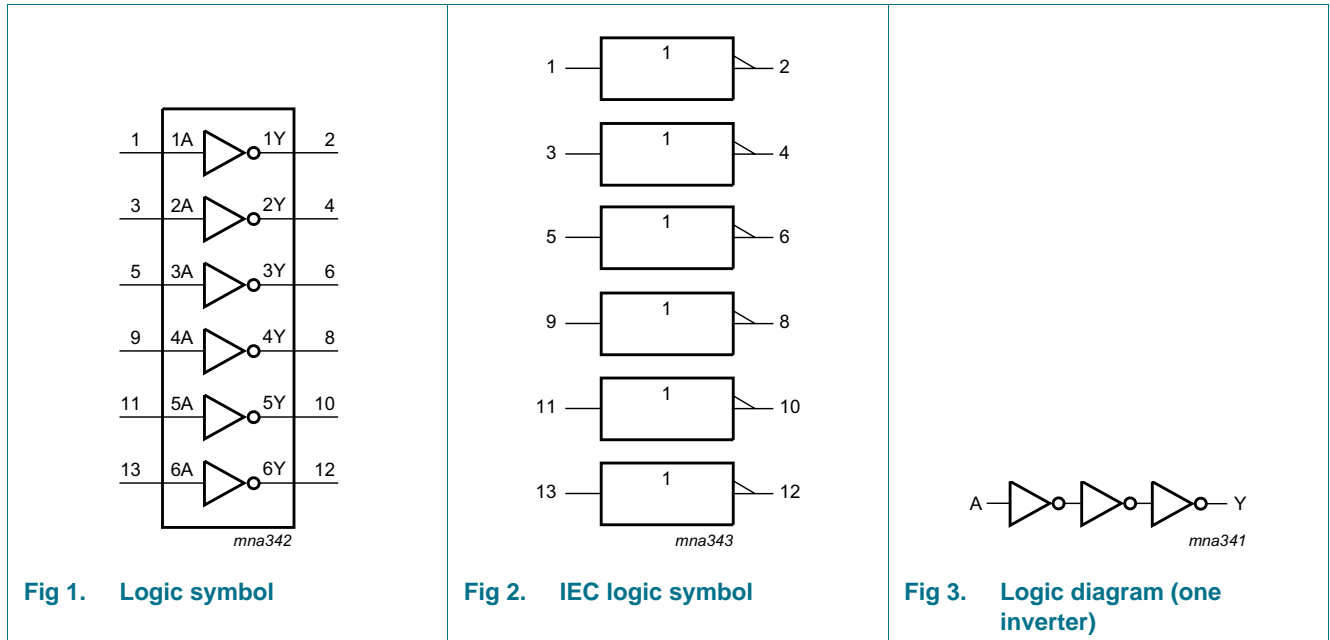 1 1A 1Y 2
3 2A 2Y 4
5 3A 3Y 6
9 4A 4Y 8
11 5A 5Y 10
13 6A 6Y 12
mna342
Fig 1. Logic symbol
1 1 2
3 1 4
5 1 6
9 1 8
11 1 10
13 1 12
mna343
Fig 2. IEC logic symbol
A Y
mna341
Fig 3. Logic diagram (one
inverter)